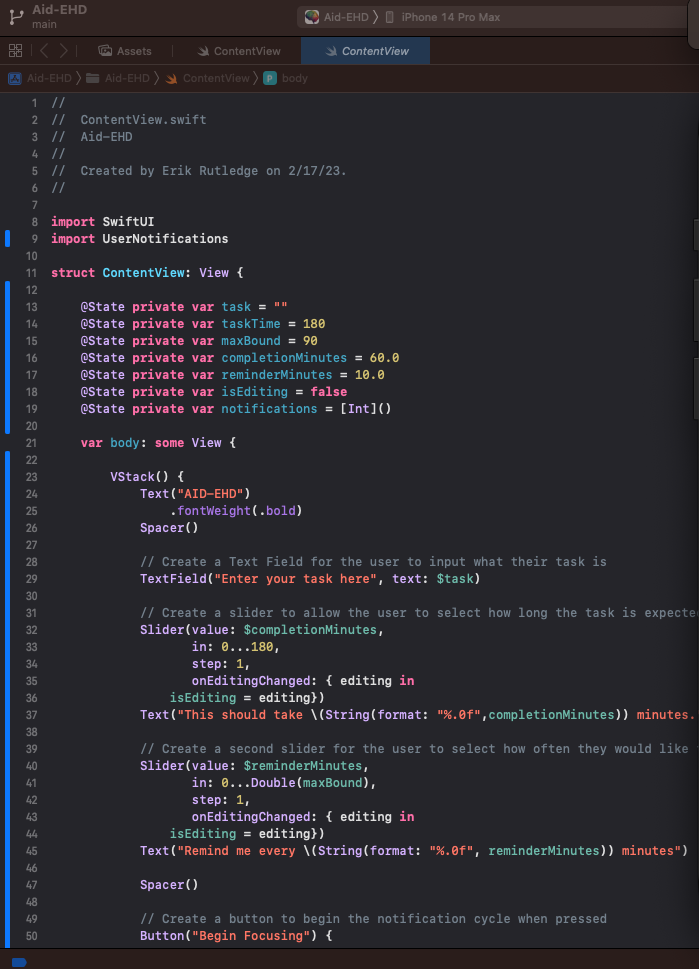 Aid-EHD
main
Aid-EHD iPhone 14 Pro Max
Assets ContentView ContentView
Aid-EHD Aid-EHD ContentView P body
1 //
2 //  ContentView.swift
3 //  Aid-EHD
4 //
5 //  Created by Erik Rutledge on 2/17/23.
6 //
7
8 import SwiftUI
9 import UserNotifications
10
11 struct ContentView: View {
12
13     @State private var task = ""
14     @State private var taskTime = 180
15     @State private var maxBound = 90
16     @State private var completionMinutes = 60.0
17     @State private var reminderMinutes = 10.0
18     @State private var isEditing = false
19     @State private var notifications = [Int]()
20
21     var body: some View {
22
23         VStack() {
24             Text("AID-EHD")
25                 .fontWeight(.bold)
26             Spacer()
27
28             // Create a Text Field for the user to input what their task is
29             TextField("Enter your task here", text: $task)
30
31             // Create a slider to allow the user to select how long the task is expecte
32             Slider(value: $completionMinutes,
33                    in: 0...180,
34                    step: 1,
35                    onEditingChanged: { editing in
36                 isEditing = editing})
37             Text("This should take \(String(format: "%.0f",completionMinutes)) minutes.
38
39             // Create a second slider for the user to select how often they would like
40             Slider(value: $reminderMinutes,
41                    in: 0...Double(maxBound),
42                    step: 1,
43                    onEditingChanged: { editing in
44                 isEditing = editing})
45             Text("Remind me every \(String(format: "%.0f", reminderMinutes)) minutes")
46
47             Spacer()
48
49             // Create a button to begin the notification cycle when pressed
50             Button("Begin Focusing") {